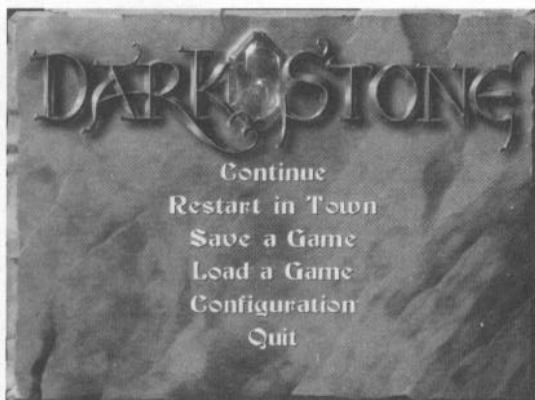 DARKSTONE
Continue
Restart in Town
Save a Game
Load a Game
Configuration
Quit